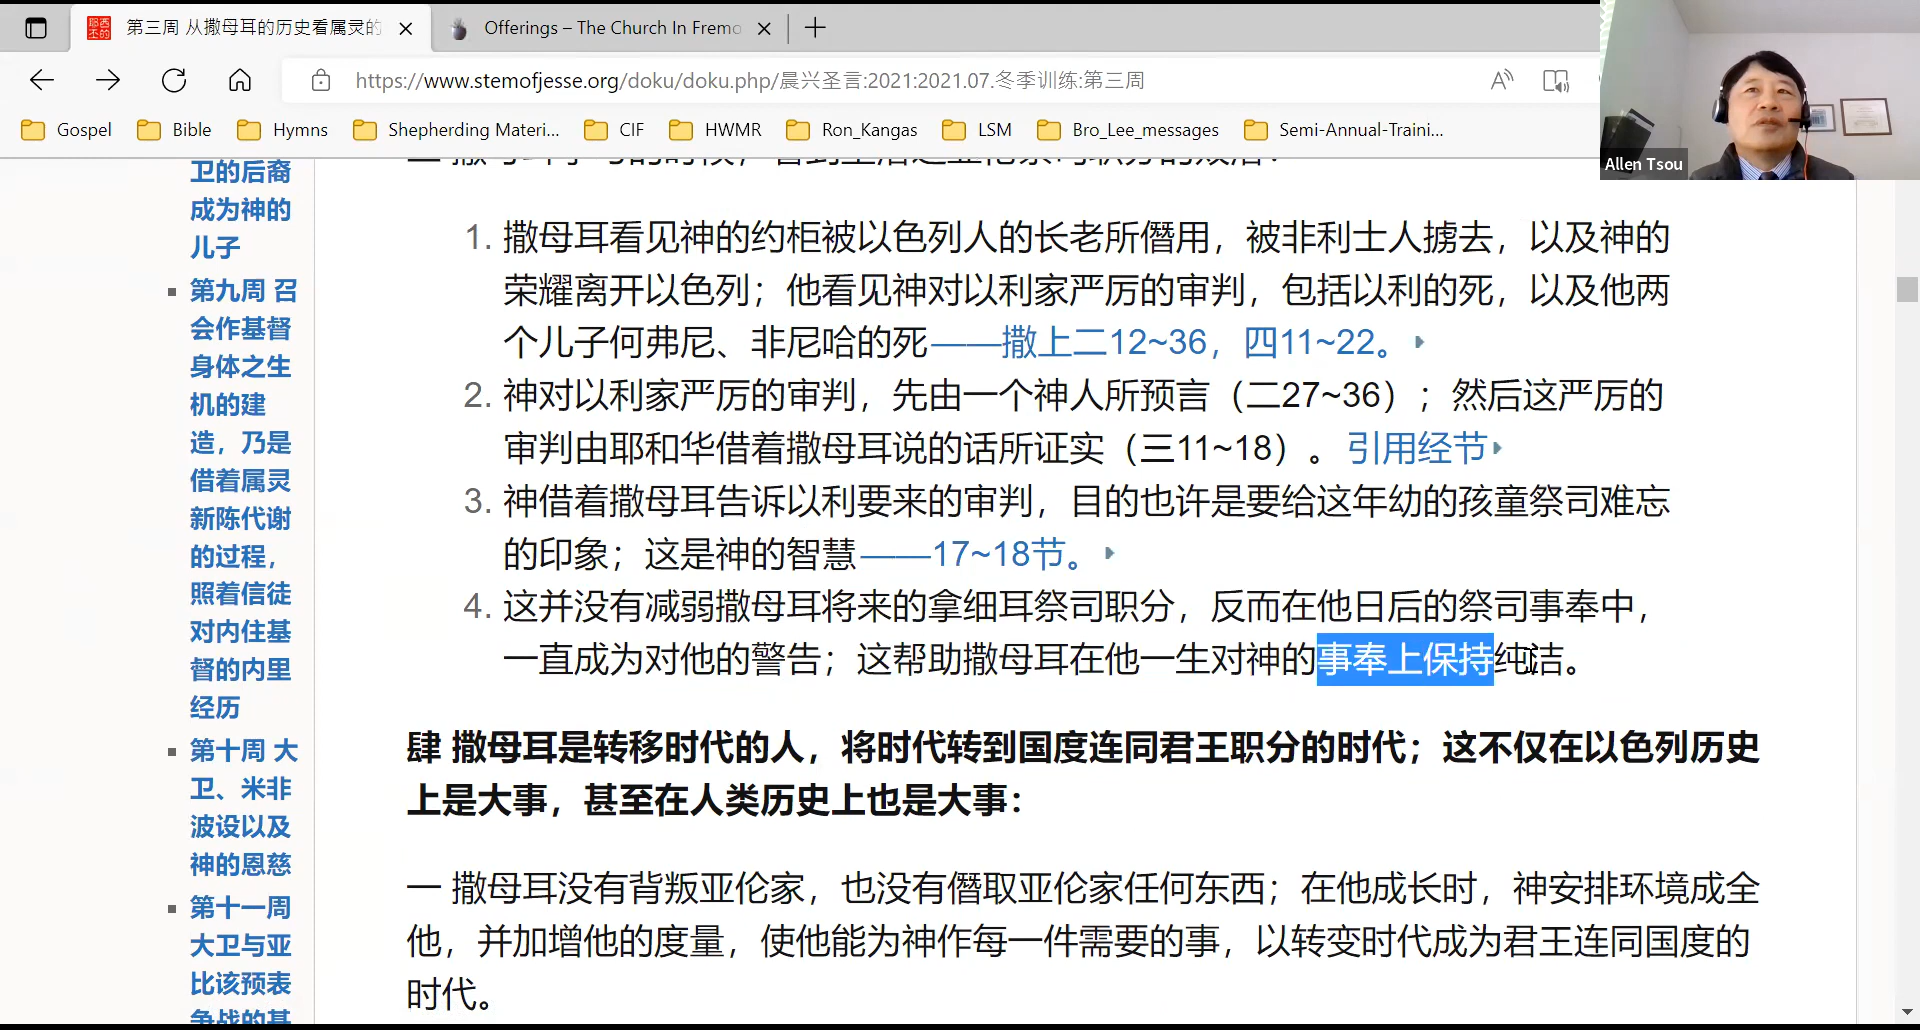 第三周 从撒母耳的历史看属灵的
Offerings – The Church In Fremo
https://www.stemofjesse.org/doku/doku.php/晨兴圣言:2021:2021.07.冬季训练:第三周
Gospel
Bible
Hymns
Shepherding Materi...
CIF
HWMR
Ron_Kangas
LSM
Bro_Lee_messages
Semi-Annual-Traini...
Allen Tsou
卫的后裔
成为神的
儿子
第九周 召
会作基督
身体之生
机的建
造，乃是
借着属灵
新陈代谢
的过程，
照着信徒
对内住基
督的内里
经历
第十周 大
卫、米非
波设以及
神的恩慈
第十一周
大卫与亚
比该预表
争战的基
1. 撒母耳看见神的约柜被以色列人的长老所僭用，被非利士人掳去，以及神的
荣耀离开以色列；他看见神对以利家严厉的审判，包括以利的死，以及他两
个儿子何弗尼、非尼哈的死——撒上二12~36，四11~22。
2. 神对以利家严厉的审判，先由一个神人所预言（二27~36）；然后这严厉的
审判由耶和华借着撒母耳说的话所证实（三11~18）。引用经节
3. 神借着撒母耳告诉以利要来的审判，目的也许是要给这年幼的孩童祭司难忘
的印象；这是神的智慧——17~18节。
4. 这并没有减弱撒母耳将来的拿细耳祭司职分，反而在他日后的祭司事奉中，
一直成为对他的警告；这帮助撒母耳在他一生对神的事奉上保持纯洁。
肆 撒母耳是转移时代的人，将时代转到国度连同君王职分的时代；这不仅在以色列历史
上是大事，甚至在人类历史上也是大事：
一 撒母耳没有背叛亚伦家，也没有僭取亚伦家任何东西；在他成长时，神安排环境成全
他，并加增他的度量，使他能为神作每一件需要的事，以转变时代成为君王连同国度的
时代。